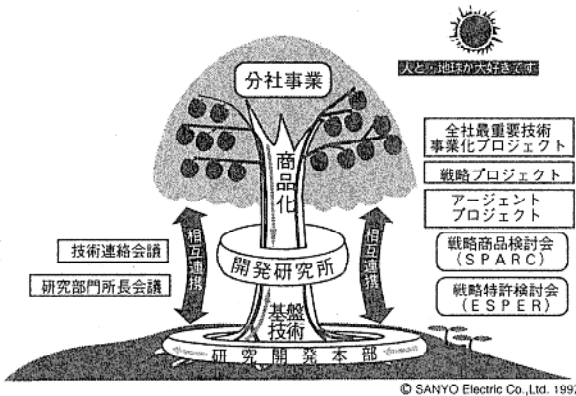 人と・地球が大好きです
分社事業
全社最重要技術
事業化プロジェクト
戦略プロジェクト
アージェント
プロジェクト
戦略商品検討会
(SPARC)
戦略特許検討会
(ESPER)
商品化
相互連携
相互連携
技術連絡会議
研究部門所長会議
開発研究所
基盤
技術
研究開発本部
© SANYO Electric Co.,Ltd. 1997